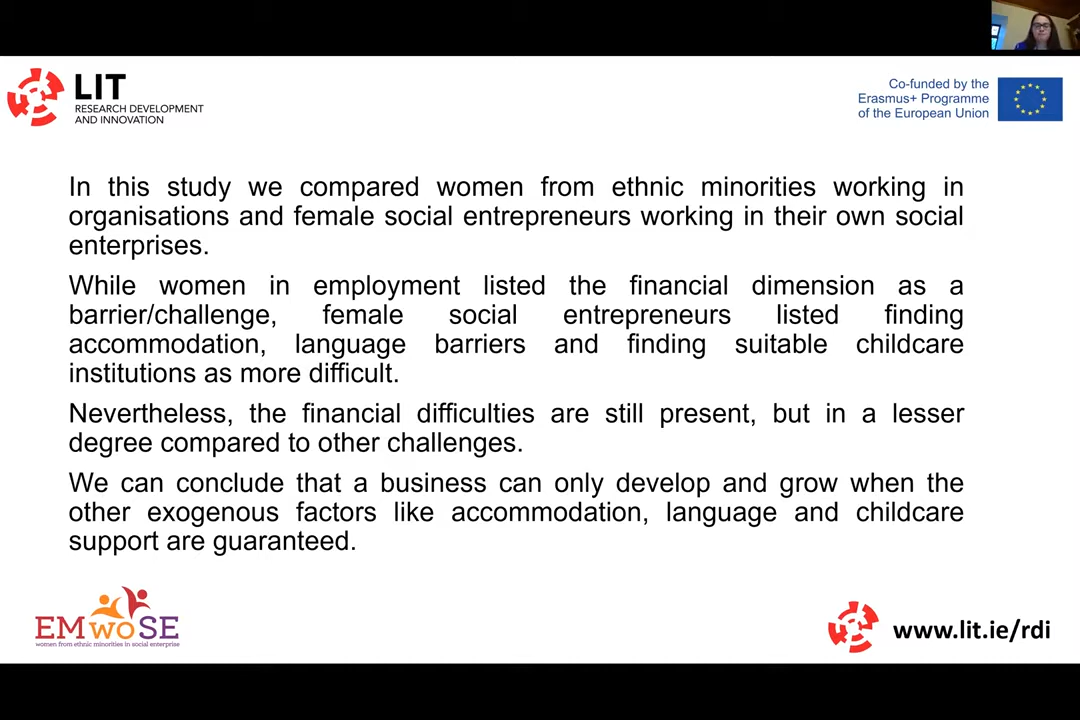 LIT
RESEARCH DEVELOPMENT
AND INNOVATION
Co-funded by the
Erasmus+ Programme
of the European Union
In this study we compared women from ethnic minorities working in
organisations and female social entrepreneurs working in their own social
enterprises.
While women in employment listed the financial dimension as a
barrier/challenge, female social entrepreneurs listed finding
accommodation, language barriers and finding suitable childcare
institutions as more difficult.
Nevertheless, the financial difficulties are still present, but in a lesser
degree compared to other challenges.
We can conclude that a business can only develop and grow when the
other exogenous factors like accommodation, language and childcare
support are guaranteed.
EMwoSE
women from ethnic minorities in social enterprise
www.lit.ie/rdi